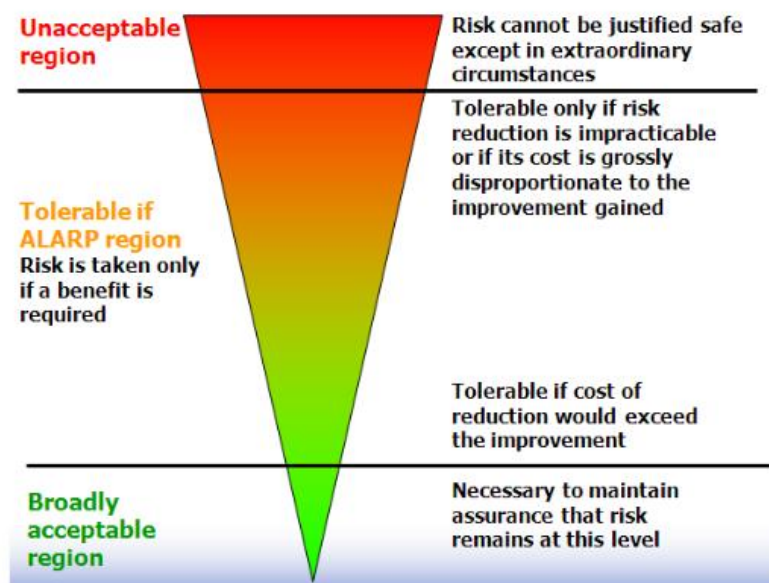 Unacceptable
region
Risk cannot be justified safe
except in extraordinary
circumstances
Tolerable only if risk
reduction is impracticable
or if its cost is grossly
disproportionate to the
improvement gained
Tolerable if
ALARP region
Risk is taken only
if a benefit is
required
Tolerable if cost of
reduction would exceed
the improvement
Broadly
acceptable
region
Necessary to maintain
assurance that risk
remains at this level